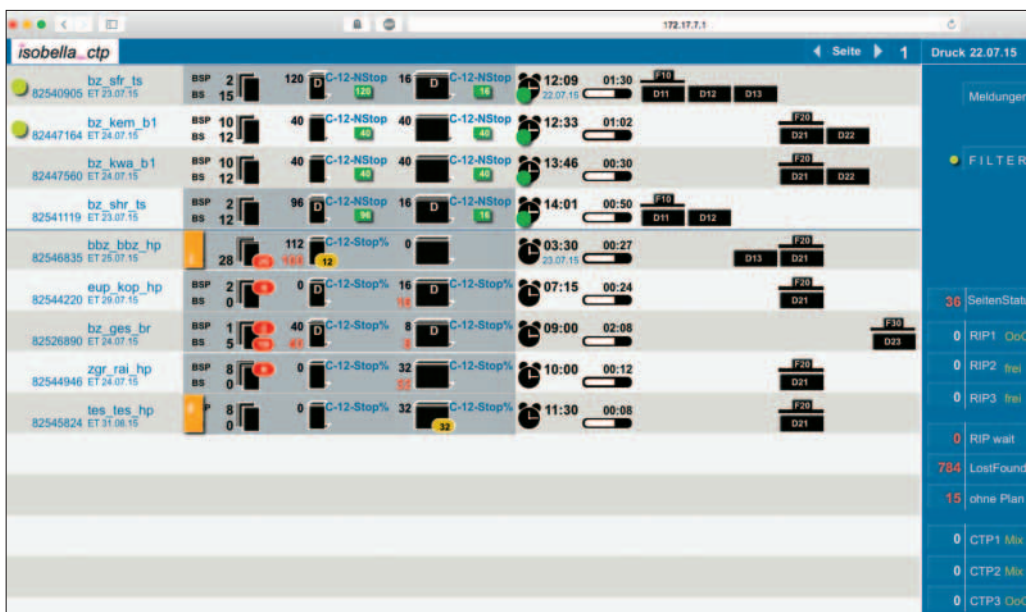 172.17.7.1
isobella ctp Seite 1 Druck 22.07.15
bz_sfr_ts BSP 2 120 D C-12-NStop 16 D C-12-NStop 12:09 01:30 F10
82540905 ET 23.07.15 BS 15 120 16 22.07.15 D11 D12 D13
Meldungen
bz_kem_b1 BSP 10 40 C-12-NStop 40 C-12-NStop 12:33 01:02 F20
82447164 ET 24.07.15 BS 12 40 40 D21 D22
bz_kwa_b1 BSP 10 40 C-12-NStop 40 C-12-NStop 13:46 00:30 F20
82447560 ET 24.07.15 BS 12 40 40 D21 D22
FILTER
bz_shr_ts BSP 2 96 D C-12-NStop 16 D C-12-NStop 14:01 00:50 F10
82541119 ET 23.07.15 BS 12 96 16 D11 D12
bbz_bbz_hp 112 C-12-Stop% 0 03:30 00:27 F20
82546835 ET 25.07.15 28 12 23.07.15 D13 D21
eup_kop_hp BSP 2 0 D C-12-Stop% 16 D C-12-Stop% 07:15 00:24 F20
82544220 ET 29.07.15 BS 0 D21
36 SeitenStatu
bz_ges_br BSP 1 40 D C-12-Stop% 8 D C-12-Stop% 09:00 02:08 F30
82526890 ET 24.07.15 BS 5 D23
0 RIP1 OoO
zgr_rai_hp BSP 8 0 C-12-Stop% 32 C-12-Stop% 10:00 00:12 F20
82544946 ET 24.07.15 BS 0 D21
0 RIP2 frei
0 RIP3 frei
tes_tes_hp P 8 0 C-12-Stop% 32 C-12-Stop% 11:30 00:08 F20
82545824 ET 31.08.15 0 32 D21
0 RIP wait
784 LostFound
15 ohne Plan
0 CTP1 Mix
0 CTP2 Mix
0 CTP3 OoO